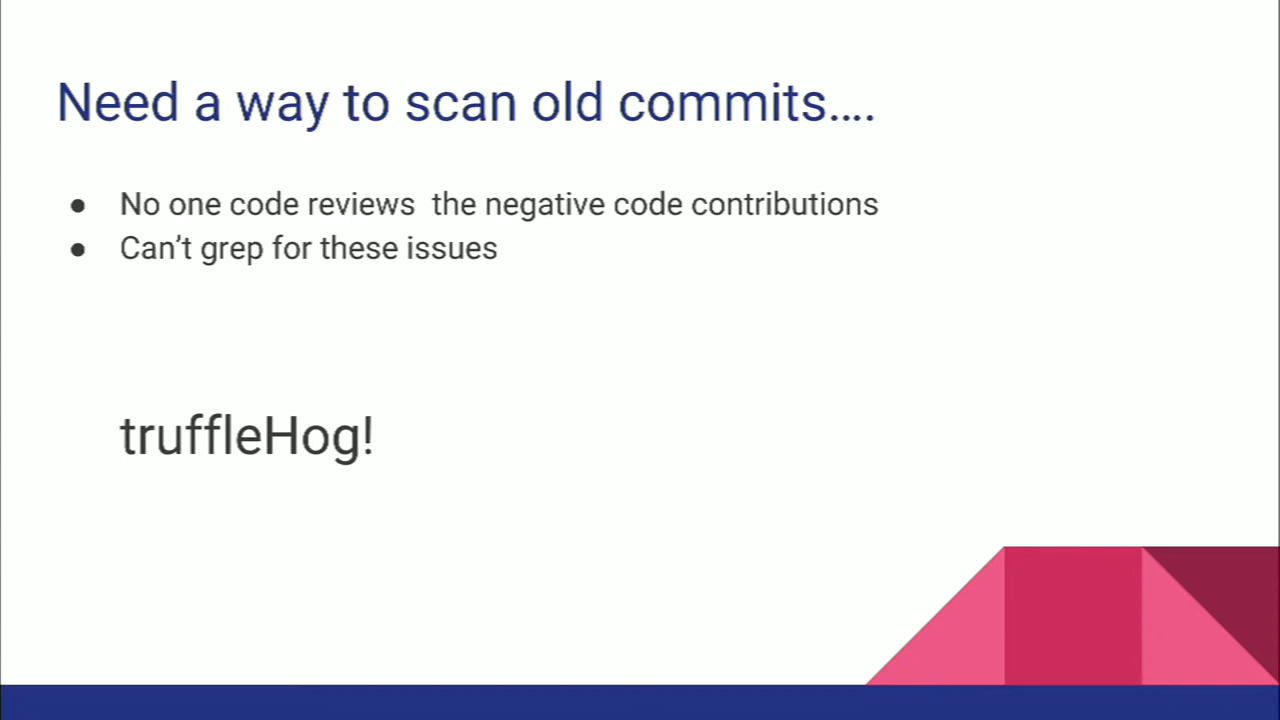 Need a way to scan old commits....
● No one code reviews  the negative code contributions
● Can't grep for these issues
truffleHog!